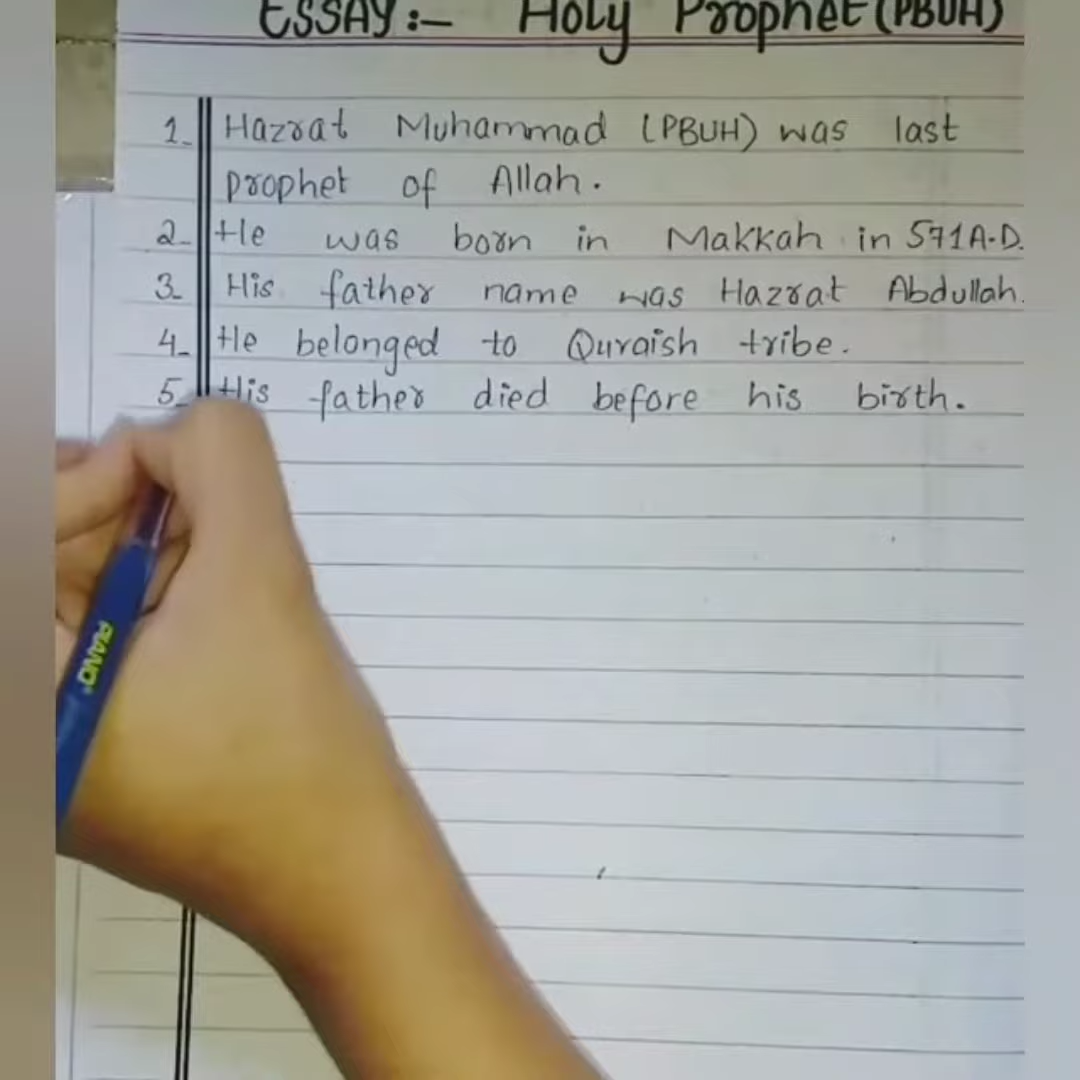 ESSAY :- Holy Prophet (PBUH)
1. Hazrat Muhammad (PBUH) was last
prophet of Allah.
2. He was born in Makkah in 571 A.D.
3. His father name was Hazrat Abdullah.
4. He belonged to Quraish tribe.
5. His father died before his birth.
PIANO